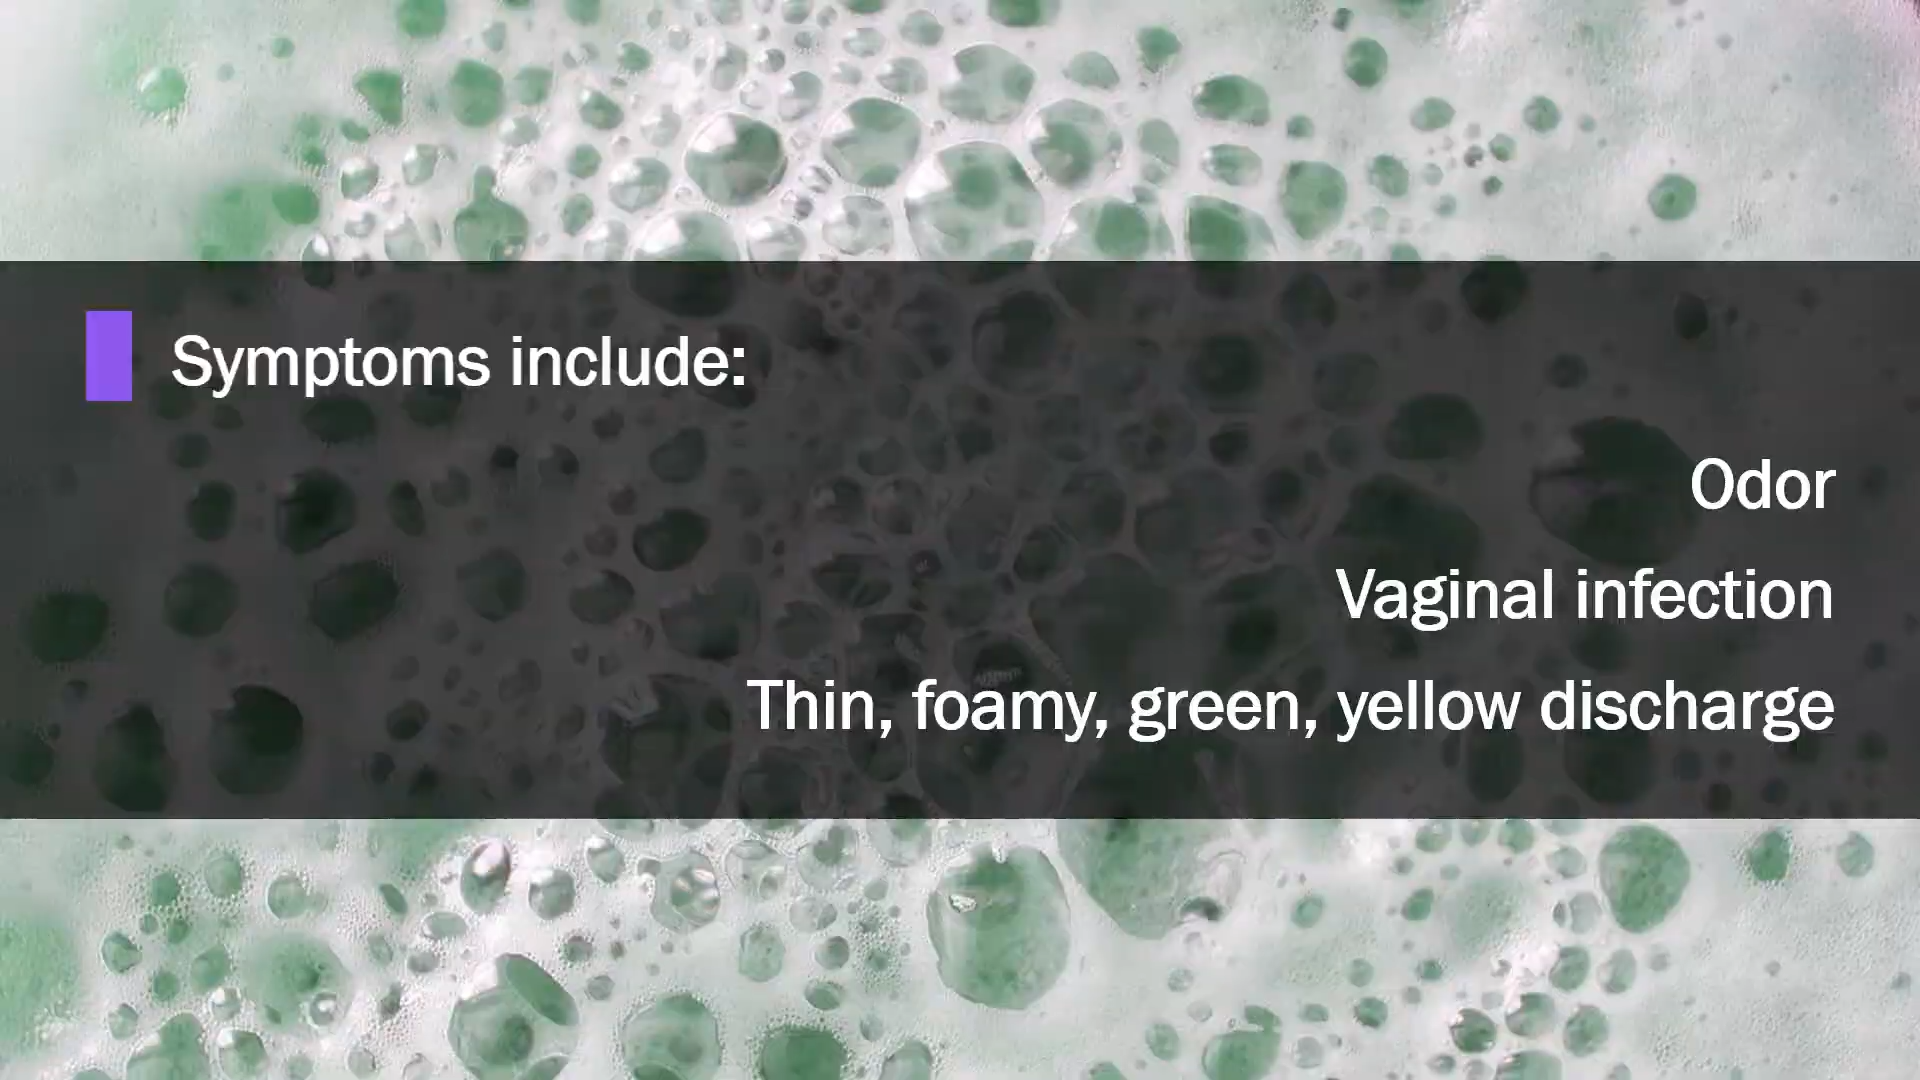 Symptoms include:
Odor
Vaginal infection
Thin, foamy, green, yellow discharge